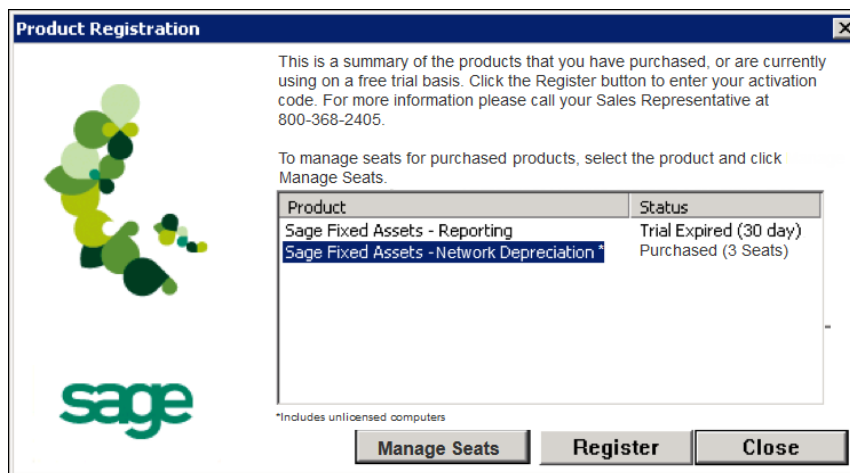 Product Registration
This is a summary of the products that you have purchased, or are currently
using on a free trial basis. Click the Register button to enter your activation
code. For more information please call your Sales Representative at
800-368-2405.
To manage seats for purchased products, select the product and click
Manage Seats.
Product Status
Sage Fixed Assets - Reporting Trial Expired (30 day)
Sage Fixed Assets -Network Depreciation * Purchased (3 Seats)
sage
*Includes unlicensed computers
Manage Seats Register Close